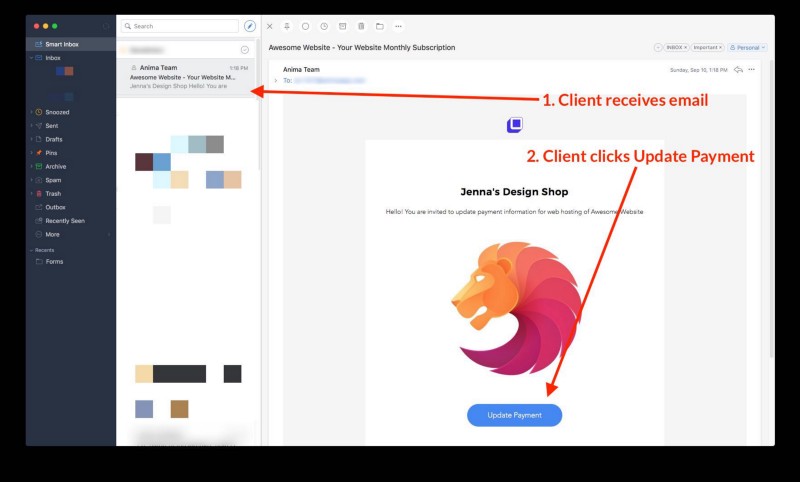 Smart Inbox
Inbox
Snoozed
Sent
Drafts
Pins
Archive
Spam
Trash
Outbox
Recently Seen
More
Recents
Forms
Search
Anima Team
1:18 PM
Awesome Website - Your Website M...
Jenna's Design Shop Hello! You are
Awesome Website - Your Website Monthly Subscription
INBOX ×
Important ×
Personal
Anima Team
Sunday, Sep 10, 1:18 PM
To:
1. Client receives email
2. Client clicks Update Payment
Jenna's Design Shop
Hello! You are invited to update payment information for web hosting of Awesome Website
Update Payment